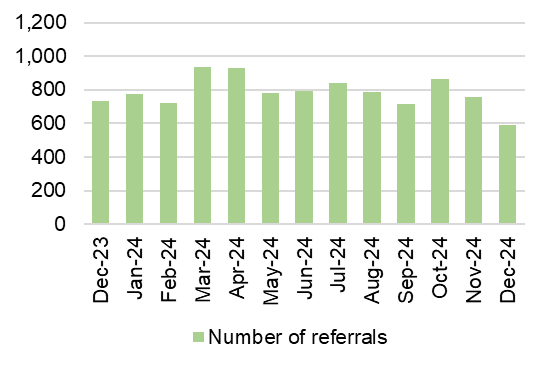 1,200
1,000
800
600
400
200
0
Dec-23
Jan-24
Feb-24
Mar-24
Apr-24
May-24
Jun-24
Jul-24
Aug-24
Sep-24
Oct-24
Nov-24
Dec-24
Number of referrals